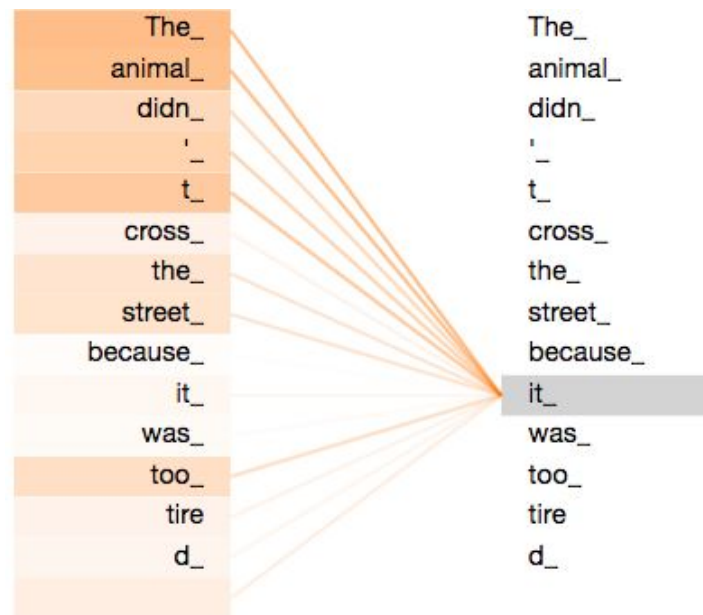 The_ The_
animal_ animal_
didn_ didn_
'_ '_
t_ t_
cross_ cross_
the_ the_
street_ street_
because_ because_
it_ it_
was_ was_
too_ too_
tire tire
d_ d_